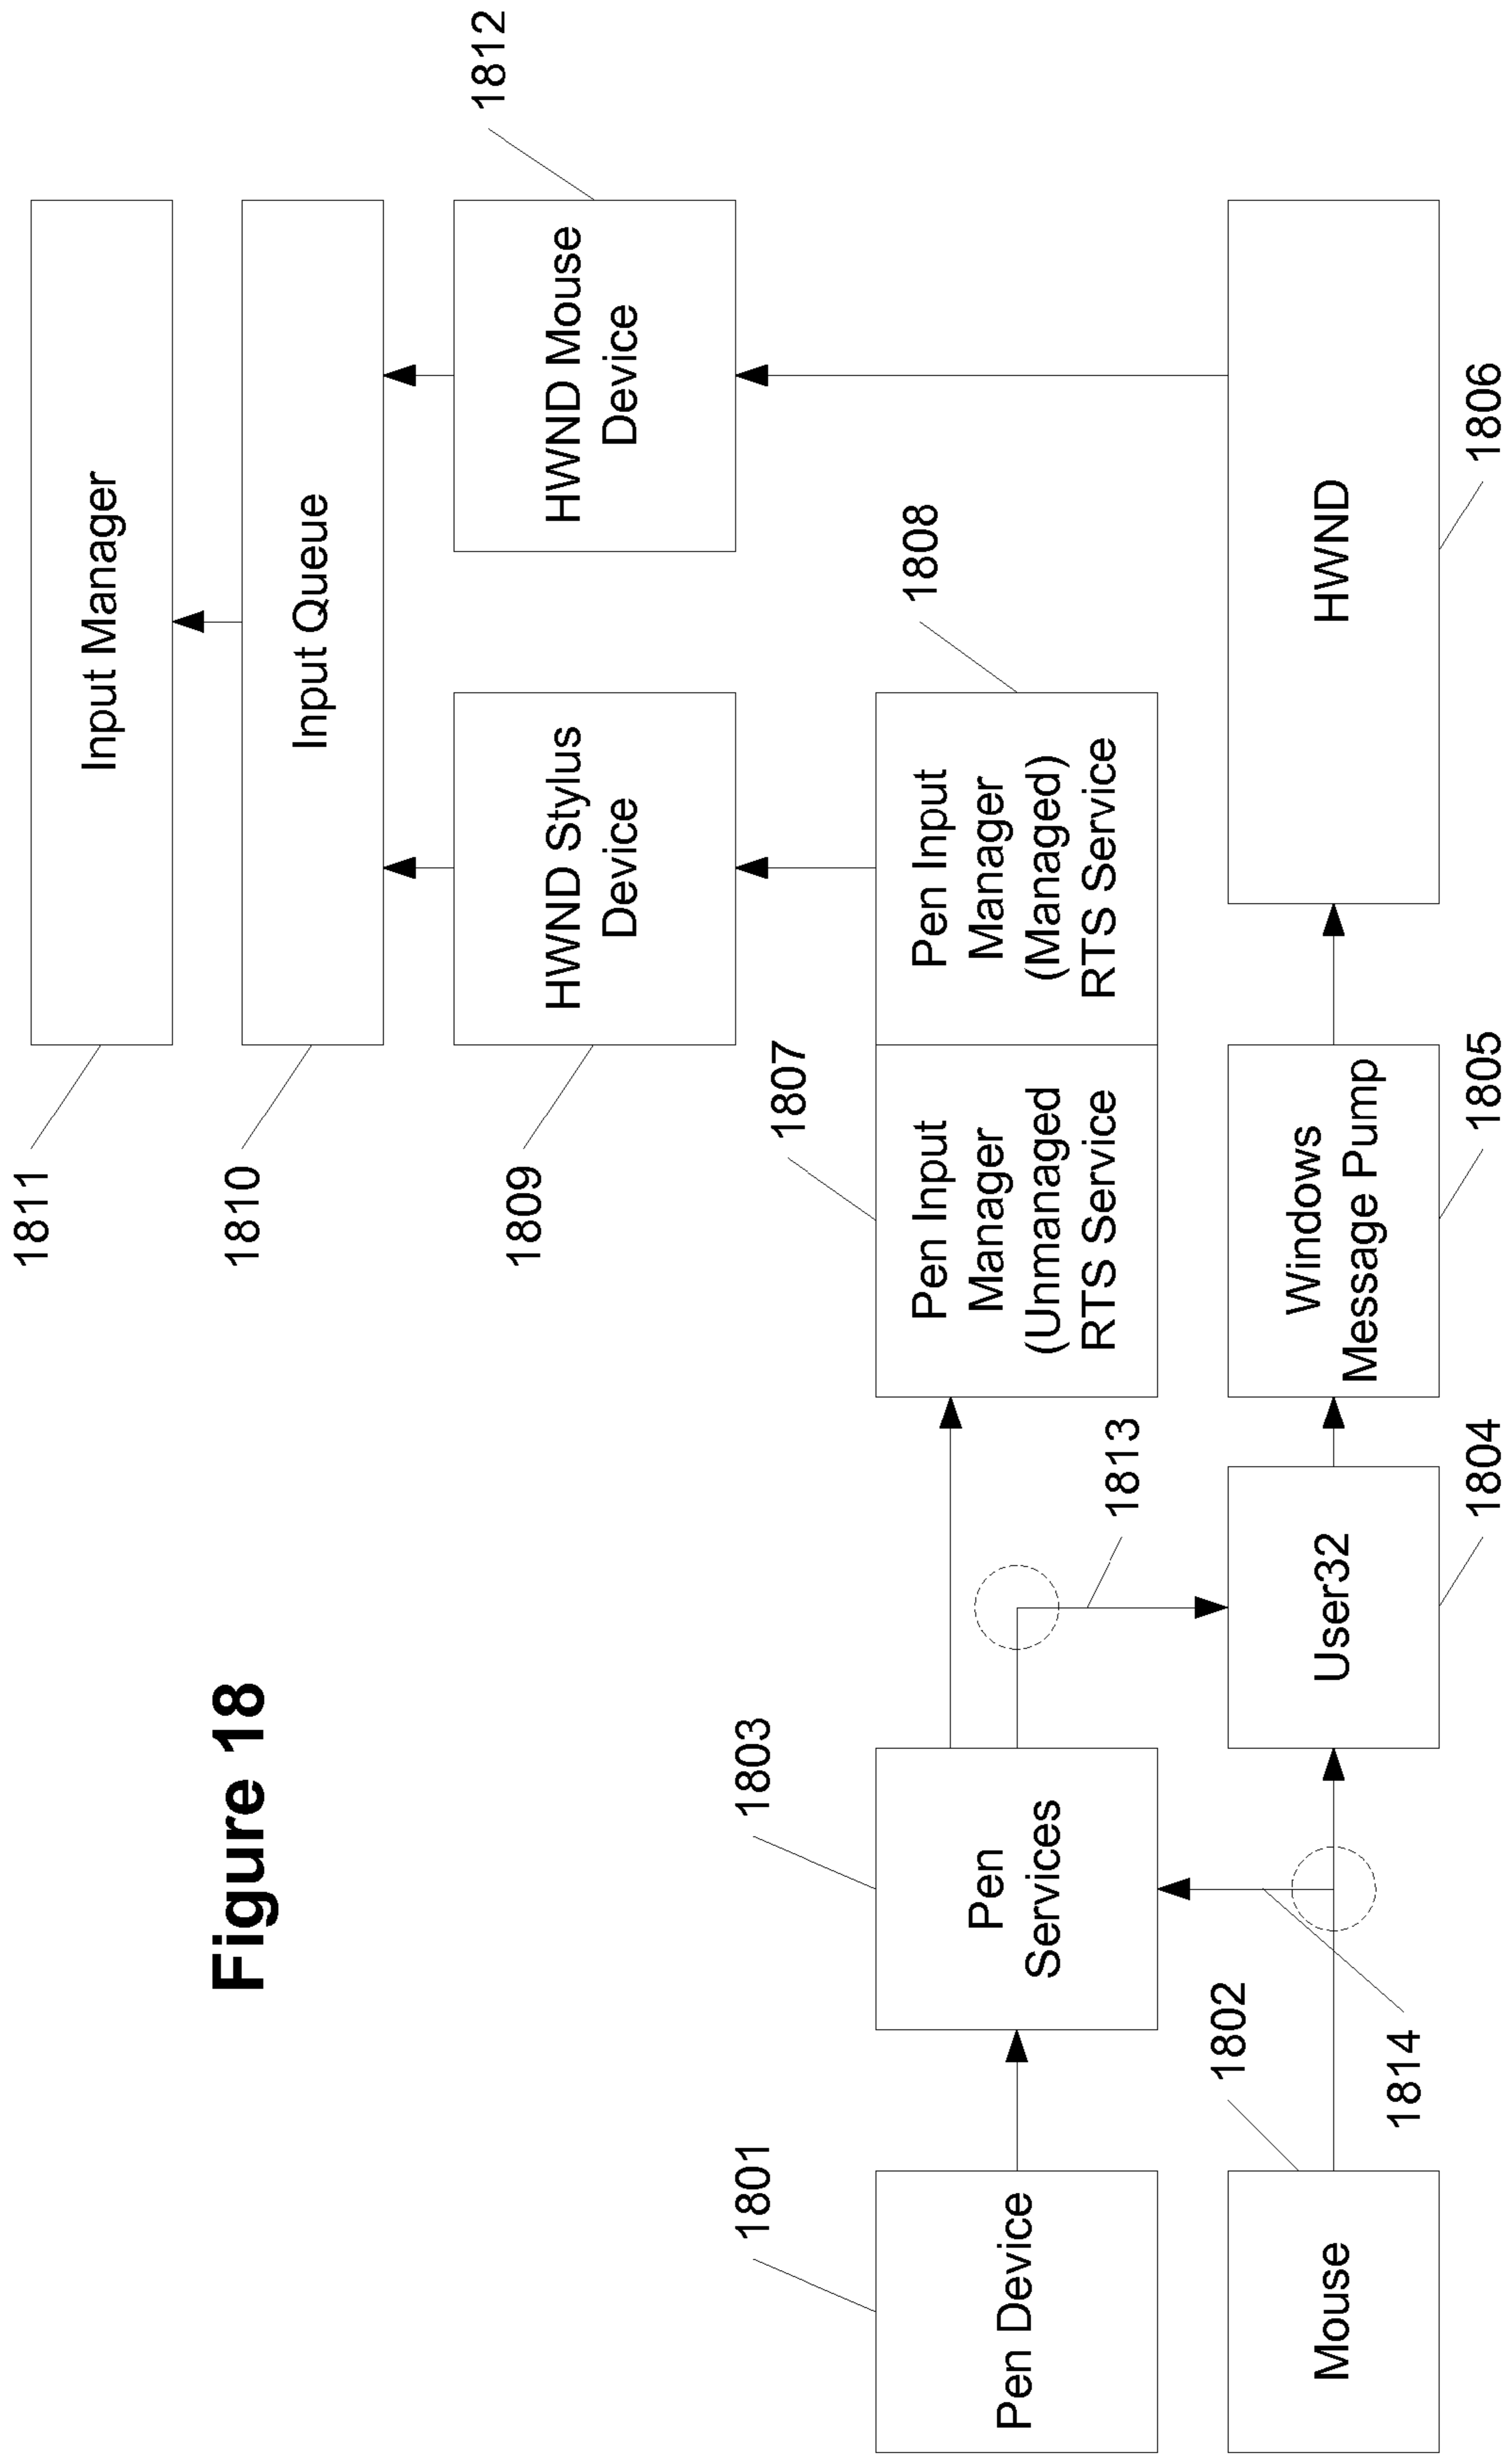 Figure 18
1811
Input Manager
1810
Input Queue
1809
HWND Stylus
Device
HWND Mouse
Device
1812
1801
Pen Device
1803
Pen
Services
1807
Pen Input
Manager
(Unmanaged
RTS Service
Pen Input
Manager
(Managed)
RTS Service
1808
1813
1802
Mouse
1814
User32
1804
Windows
Message Pump
1805
HWND
1806